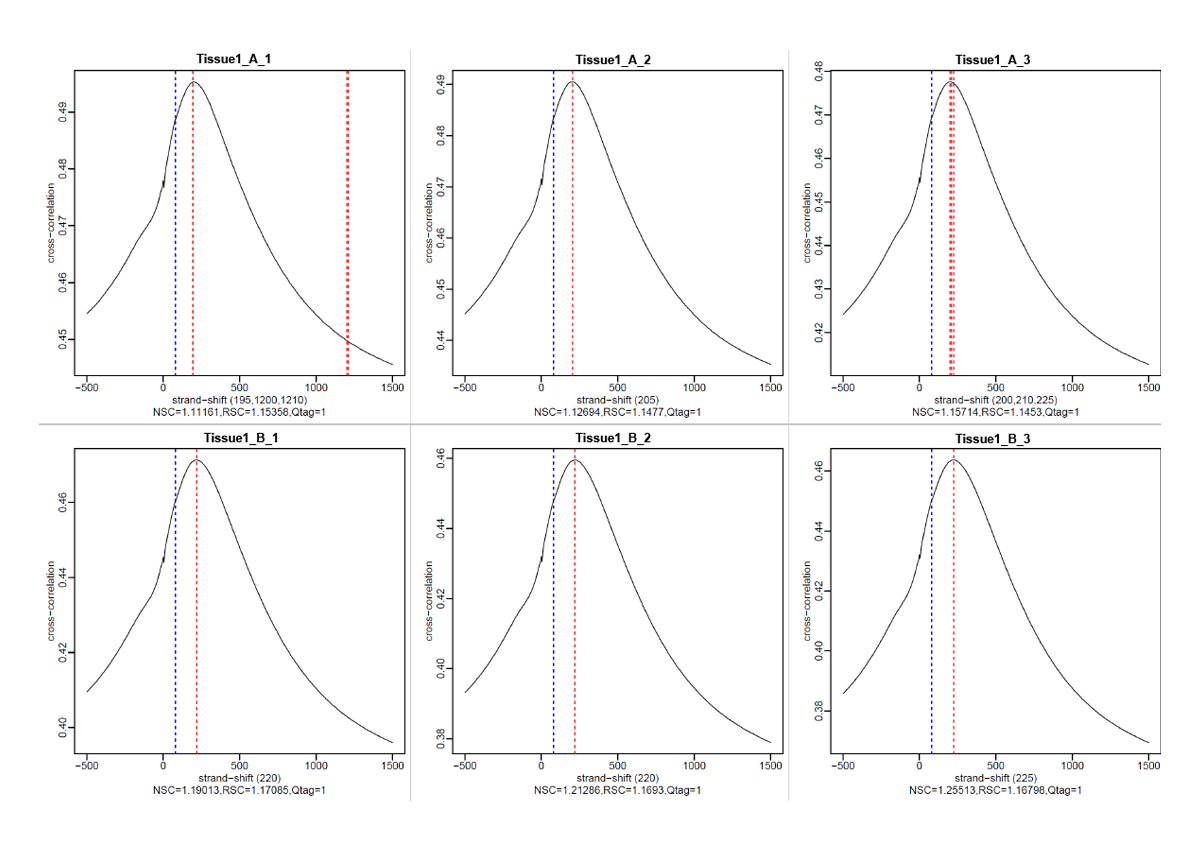 Tissue1_A_1
cross−correlation
0.45 0.46 0.47 0.48 0.49
−500 0 500 1000 1500
strand−shift (195,1200,1210)
NSC=1.11161,RSC=1.15358,Qtag=1
Tissue1_A_2
cross−correlation
0.44 0.45 0.46 0.47 0.48 0.49
−500 0 500 1000 1500
strand−shift (205)
NSC=1.12694,RSC=1.1477,Qtag=1
Tissue1_A_3
cross−correlation
0.42 0.43 0.44 0.45 0.46 0.47 0.48
−500 0 500 1000 1500
strand−shift (200,210,225)
NSC=1.15714,RSC=1.1453,Qtag=1
Tissue1_B_1
cross−correlation
0.40 0.42 0.44 0.46
−500 0 500 1000 1500
strand−shift (220)
NSC=1.19013,RSC=1.17085,Qtag=1
Tissue1_B_2
cross−correlation
0.38 0.40 0.42 0.44 0.46
−500 0 500 1000 1500
strand−shift (220)
NSC=1.21286,RSC=1.1693,Qtag=1
Tissue1_B_3
cross−correlation
0.38 0.40 0.42 0.44 0.46
−500 0 500 1000 1500
strand−shift (225)
NSC=1.25513,RSC=1.16798,Qtag=1